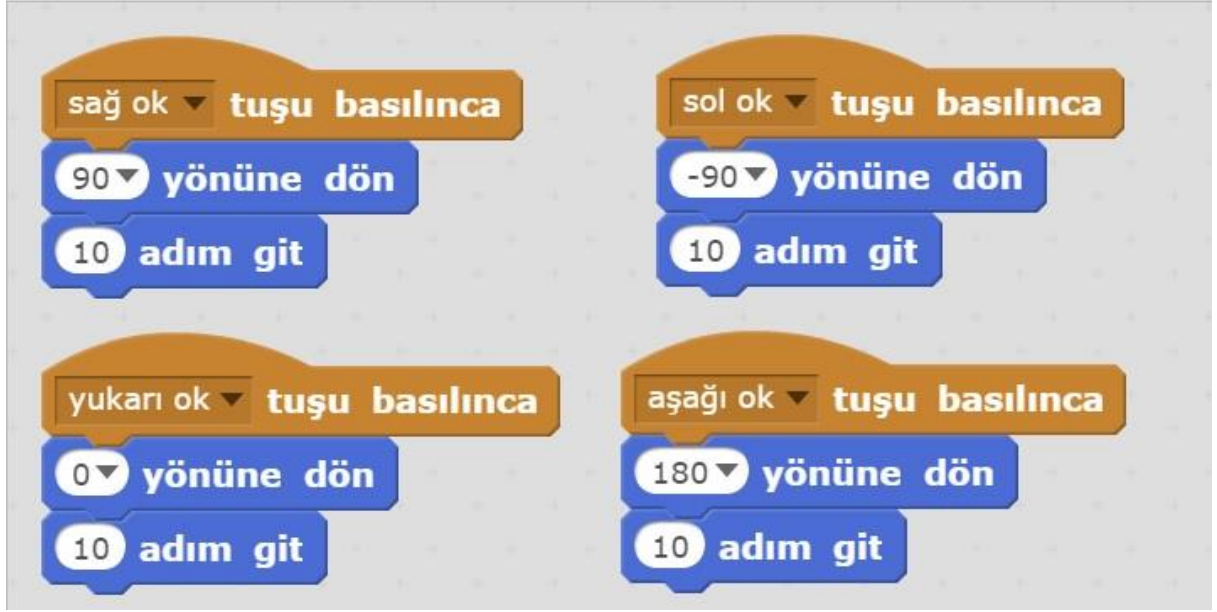 sağ ok tuşu basılınca
90 yönüne dön
10 adım git
sol ok tuşu basılınca
-90 yönüne dön
10 adım git
yukarı ok tuşu basılınca
0 yönüne dön
10 adım git
aşağı ok tuşu basılınca
180 yönüne dön
10 adım git